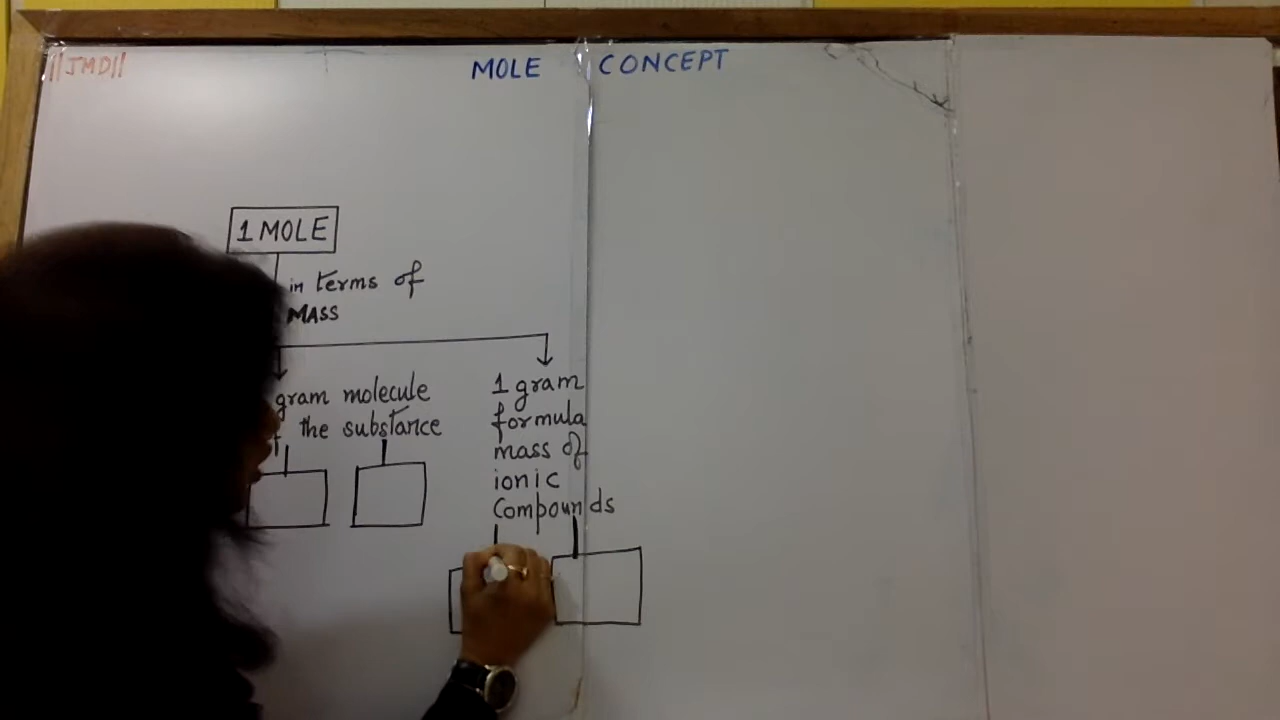 ||JMD||
MOLE CONCEPT
1 MOLE
in terms of
MASS
gram molecule
the substance
1 gram
formula
mass of
ionic
Compounds